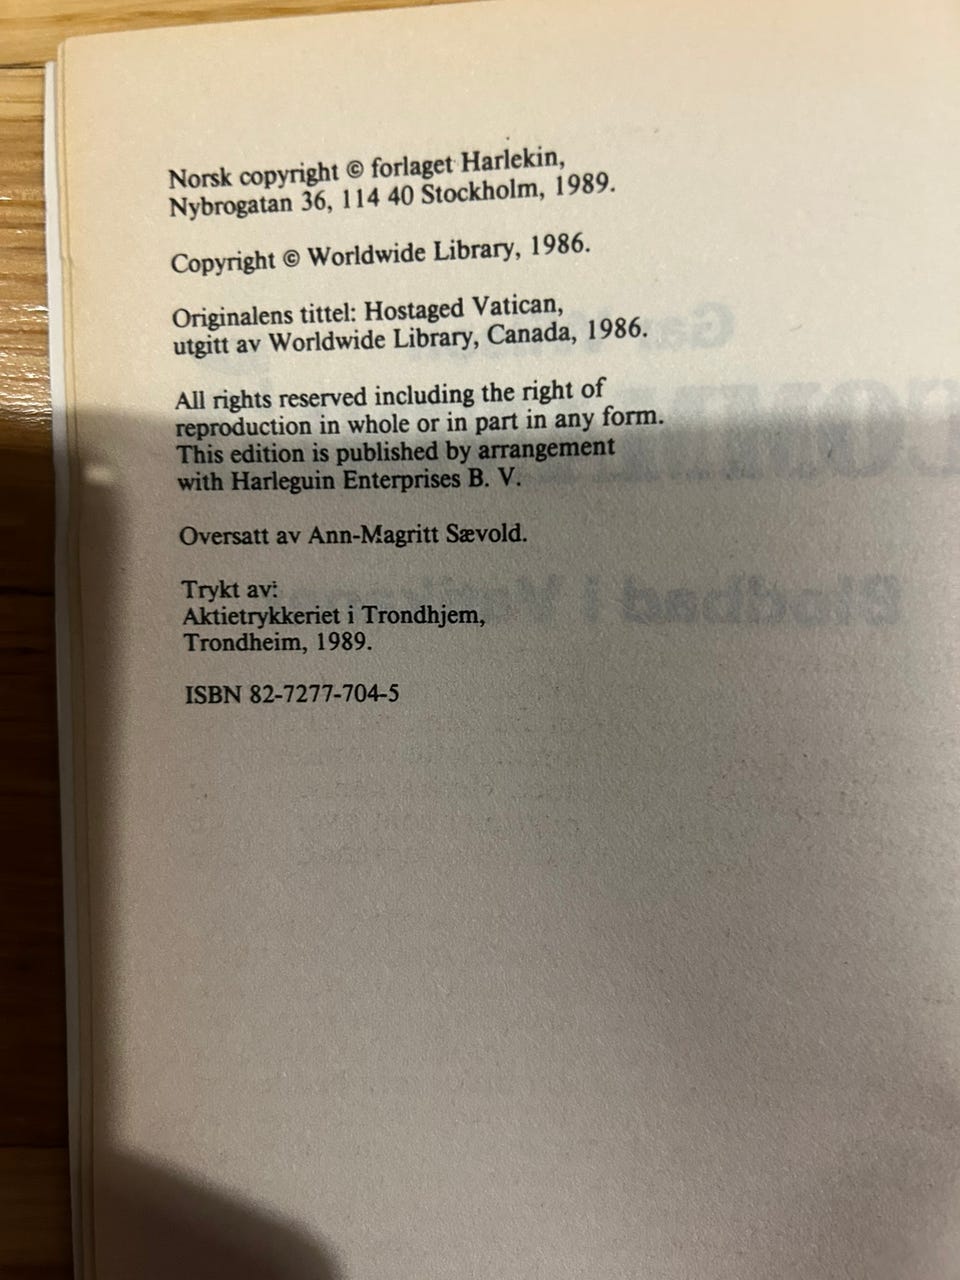 Norsk copyright © forlaget Harlekin,
Nybrogatan 36, 114 40 Stockholm, 1989.
Copyright © Worldwide Library, 1986.
Originalens tittel: Hostaged Vatican,
utgitt av Worldwide Library, Canada, 1986.
All rights reserved including the right of
reproduction in whole or in part in any form.
This edition is published by arrangement
with Harleguin Enterprises B. V.
Oversatt av Ann-Magritt Sævold.
Trykt av:
Aktietrykkeriet i Trondhjem,
Trondheim, 1989.
ISBN 82-7277-704-5